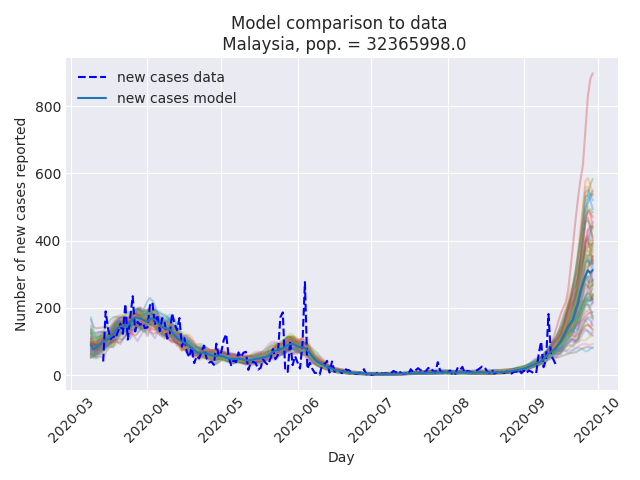 Model comparison to data
Malaysia, pop. = 32365998.0
new cases data
new cases model
Number of new cases reported
800
600
400
200
0
2020-03
2020-04
2020-05
2020-06
2020-07
2020-08
2020-09
2020-10
Day